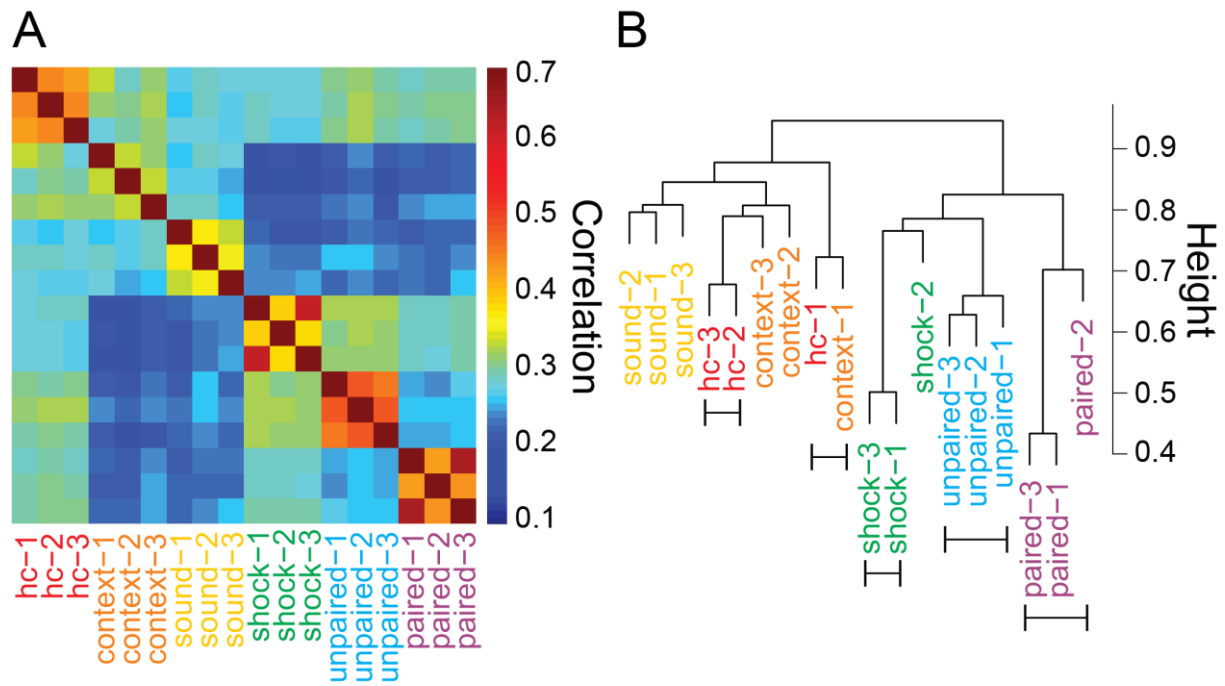 A
0.7
0.6
0.5
0.4
0.3
0.2
0.1
Correlation
hc-1
hc-2
hc-3
context-1
context-2
context-3
sound-1
sound-2
sound-3
shock-1
shock-2
shock-3
unpaired-1
unpaired-2
unpaired-3
paired-1
paired-2
paired-3
B
sound-2
sound-1
sound-3
hc-3
hc-2
context-3
context-2
hc-1
context-1
shock-3
shock-1
shock-2
unpaired-3
unpaired-2
unpaired-1
paired-3
paired-1
paired-2
0.9
0.8
0.7
0.6
0.5
0.4
Height